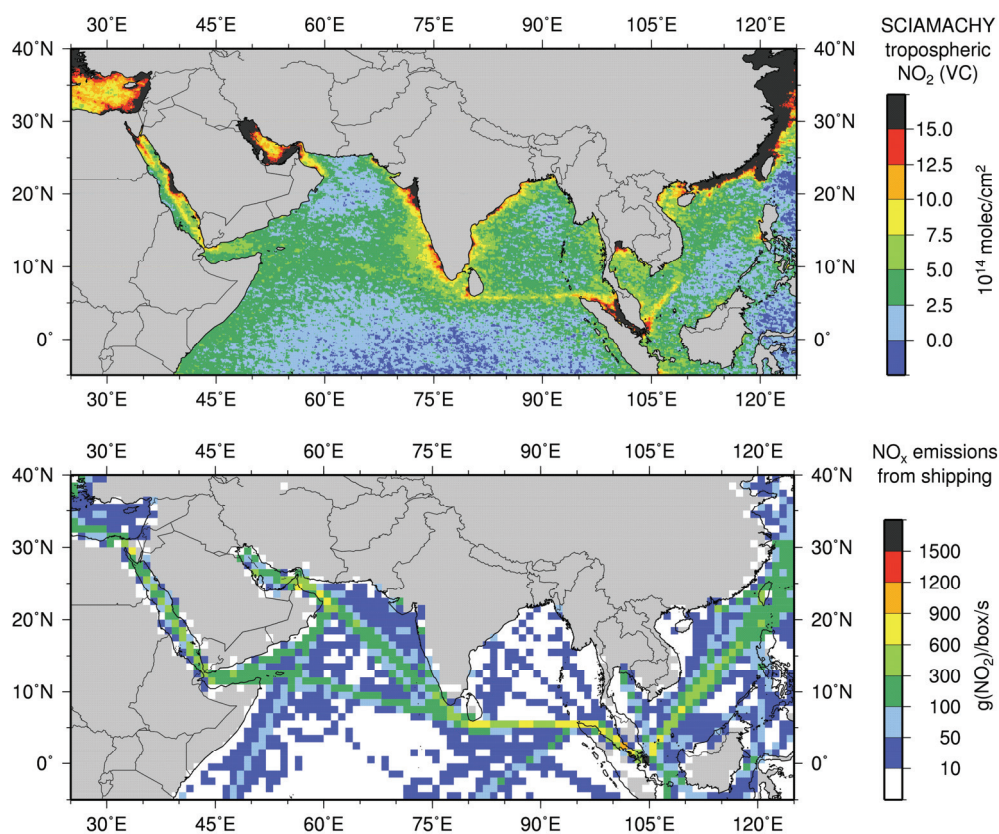 30˚E 45˚E 60˚E 75˚E 90˚E 105˚E 120˚E
40˚N 40˚N
30˚N 30˚N
20˚N 20˚N
10˚N 10˚N
0˚ 0˚
30˚E 45˚E 60˚E 75˚E 90˚E 105˚E 120˚E
SCIAMACHY
tropospheric
NO₂ (VC)
15.0
12.5
10.0
7.5
5.0
2.5
0.0
10¹⁴ molec/cm²
30˚E 45˚E 60˚E 75˚E 90˚E 105˚E 120˚E
40˚N 40˚N
30˚N 30˚N
20˚N 20˚N
10˚N 10˚N
0˚ 0˚
30˚E 45˚E 60˚E 75˚E 90˚E 105˚E 120˚E
NOₓ emissions
from shipping
1500
1200
900
600
300
100
50
10
g(NO₂)/box/s